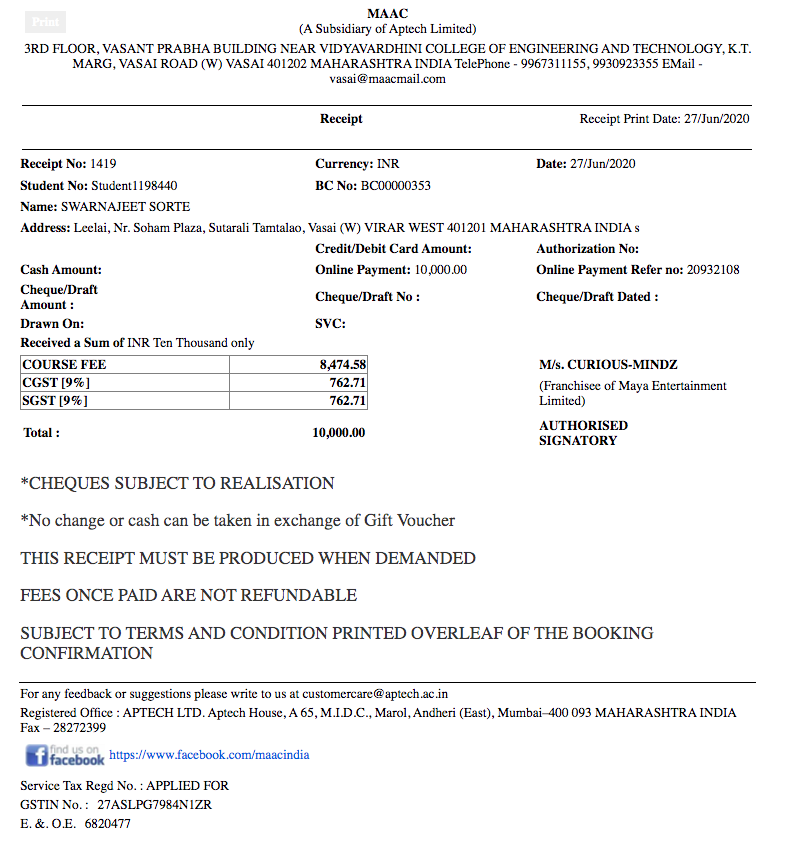 Print
MAAC
(A Subsidiary of Aptech Limited)
3RD FLOOR, VASANT PRABHA BUILDING NEAR VIDYAVARDHINI COLLEGE OF ENGINEERING AND TECHNOLOGY, K.T.
MARG, VASAI ROAD (W) VASAI 401202 MAHARASHTRA INDIA TelePhone - 9967311155, 9930923355 EMail -
vasai@maacmail.com
Receipt Receipt Print Date: 27/Jun/2020
Receipt No: 1419 Currency: INR Date: 27/Jun/2020
Student No: Student1198440 BC No: BC00000353
Name: SWARNAJEET SORTE
Address: Leelai, Nr. Soham Plaza, Sutarali Tamtalao, Vasai (W) VIRAR WEST 401201 MAHARASHTRA INDIA s
Credit/Debit Card Amount: Authorization No:
Cash Amount: Online Payment: 10,000.00 Online Payment Refer no: 20932108
Cheque/Draft
Amount : Cheque/Draft No : Cheque/Draft Dated :
Drawn On: SVC:
Received a Sum of INR Ten Thousand only
COURSE FEE 8,474.58 M/s. CURIOUS-MINDZ
CGST [9%] 762.71 (Franchisee of Maya Entertainment
SGST [9%] 762.71 Limited)
Total : 10,000.00 AUTHORISED
SIGNATORY
*CHEQUES SUBJECT TO REALISATION
*No change or cash can be taken in exchange of Gift Voucher
THIS RECEIPT MUST BE PRODUCED WHEN DEMANDED
FEES ONCE PAID ARE NOT REFUNDABLE
SUBJECT TO TERMS AND CONDITION PRINTED OVERLEAF OF THE BOOKING
CONFIRMATION
For any feedback or suggestions please write to us at customercare@aptech.ac.in
Registered Office : APTECH LTD. Aptech House, A 65, M.I.D.C., Marol, Andheri (East), Mumbai–400 093 MAHARASHTRA INDIA
Fax – 28272399
f find us on facebook https://www.facebook.com/maacindia
Service Tax Regd No. : APPLIED FOR
GSTIN No. : 27ASLPG7984N1ZR
E. &. O.E. 6820477